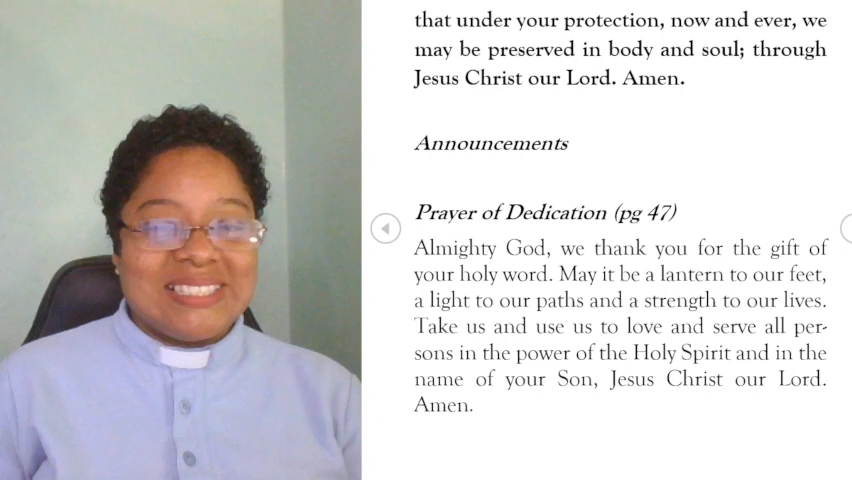 that under your protection, now and ever, we
may be preserved in body and soul; through
Jesus Christ our Lord. Amen.
Announcements
Prayer of Dedication (pg 47)
Almighty God, we thank you for the gift of
your holy word. May it be a lantern to our feet,
a light to our paths and a strength to our lives.
Take us and use us to love and serve all per-
sons in the power of the Holy Spirit and in the
name of your Son, Jesus Christ our Lord.
Amen.